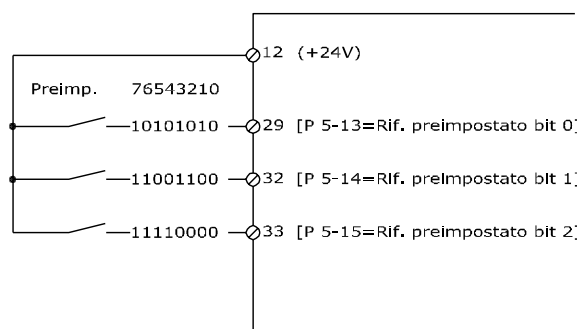 12 (+24V)
Preimp. 76543210
10101010 29 [P 5-13=Rif. preimpostato bit 0]
11001100 32 [P 5-14=Rif. preimpostato bit 1]
11110000 33 [P 5-15=Rif. preimpostato bit 2]